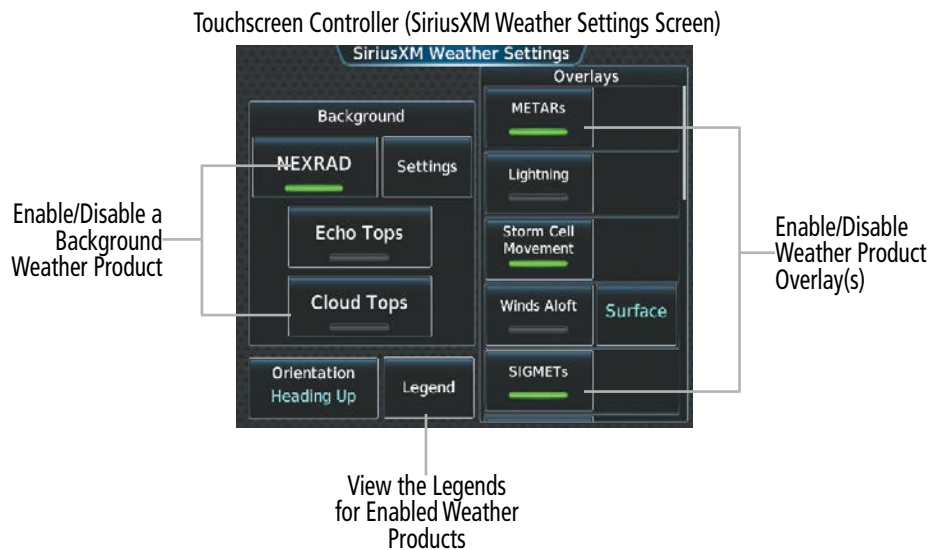 Touchscreen Controller (SiriusXM Weather Settings Screen)
SiriusXM Weather Settings
Background
NEXRAD
Settings
Echo Tops
Cloud Tops
Orientation
Heading Up
Legend
Overlays
METARs
Lightning
Storm Cell
Movement
Winds Aloft
Surface
SIGMETs
Enable/Disable a
Background
Weather Product
Enable/Disable
Weather Product
Overlay(s)
View the Legends
for Enabled Weather
Products